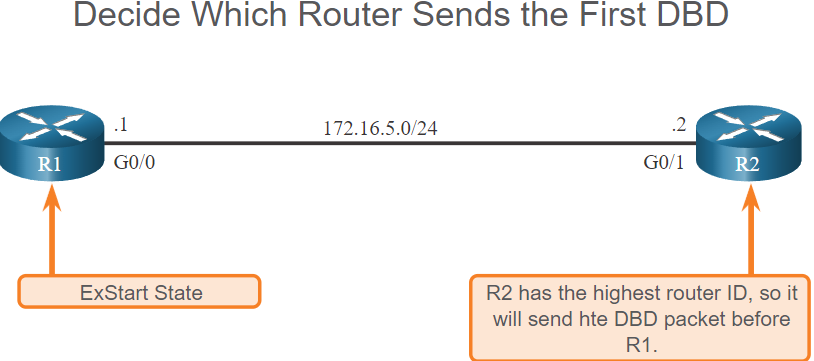 Decide Which Router Sends the First DBD
.1
172.16.5.0/24
.2
R1
G0/0
G0/1
R2
ExStart State
R2 has the highest router ID, so it
will send hte DBD packet before
R1.